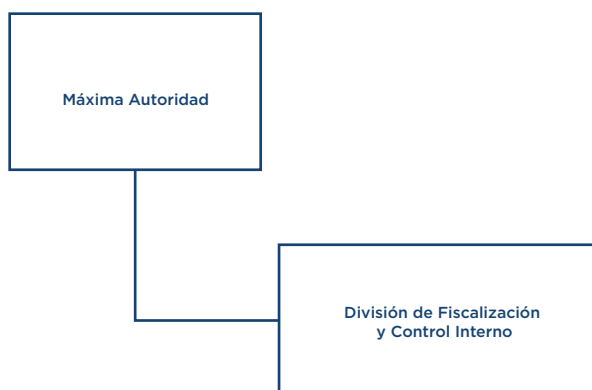 Máxima Autoridad
División de Fiscalización
y Control Interno